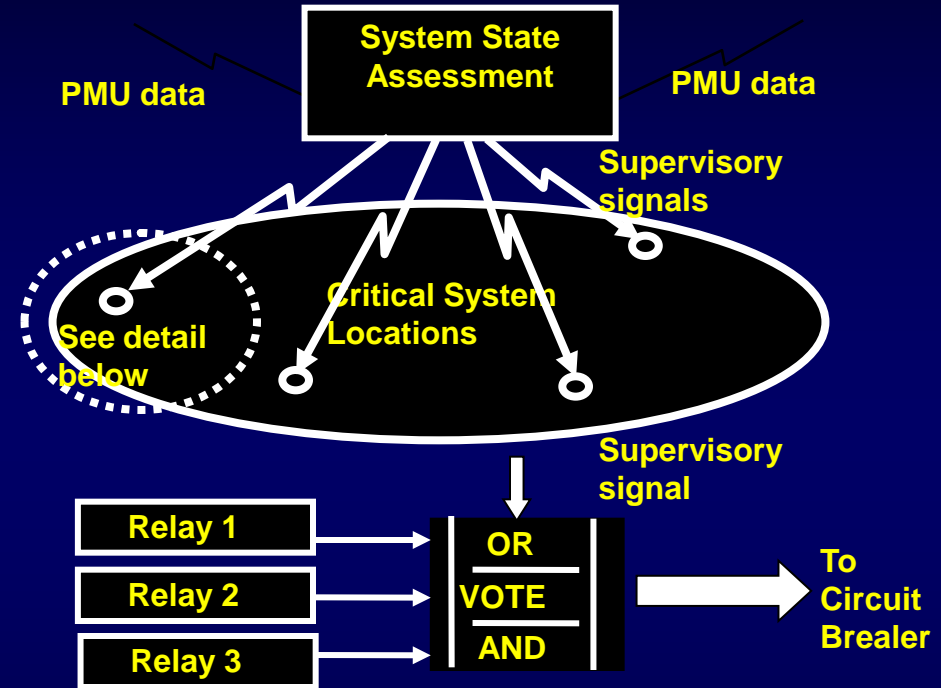 System State
Assessment
PMU data
PMU data
Supervisory
signals
Critical System
Locations
See detail
below
Supervisory
signal
Relay 1
Relay 2
Relay 3
OR
VOTE
AND
To
Circuit
Brealer